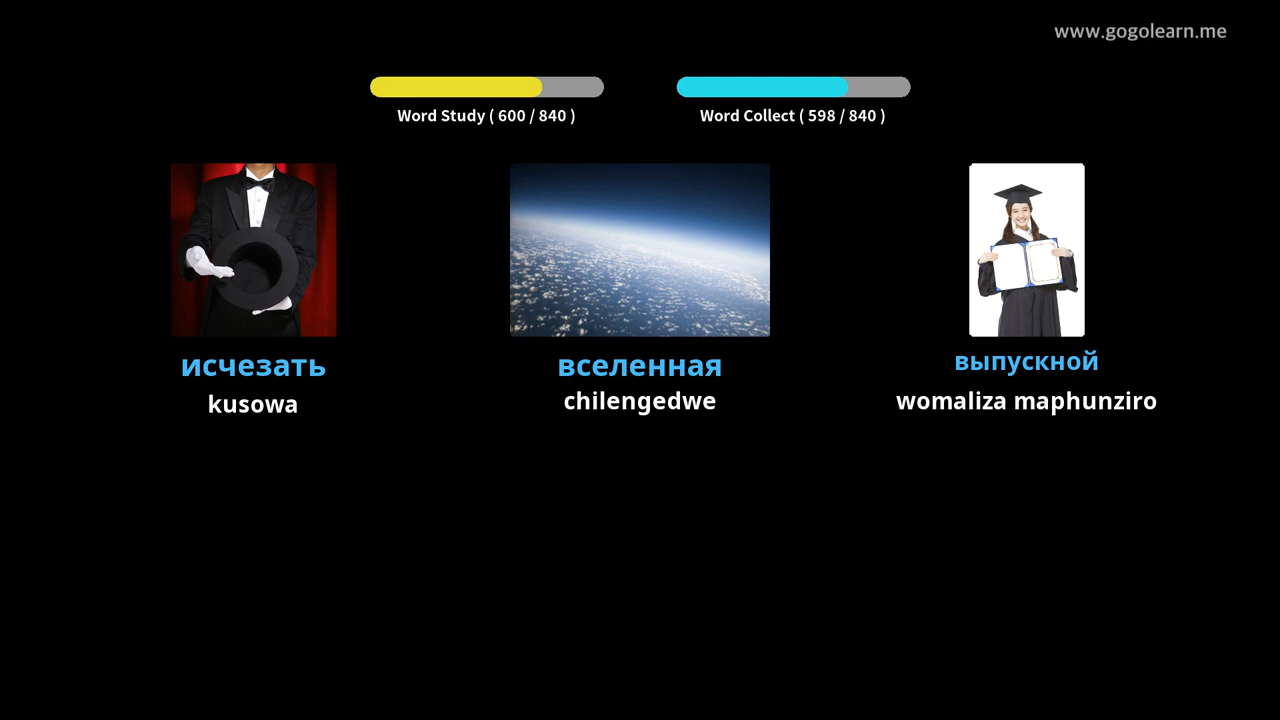 www.gogolearn.me
Word Study ( 600 / 840 )
Word Collect ( 598 / 840 )
исчезать
kusowa
вселенная
chilengedwe
выпускной
womaliza maphunziro